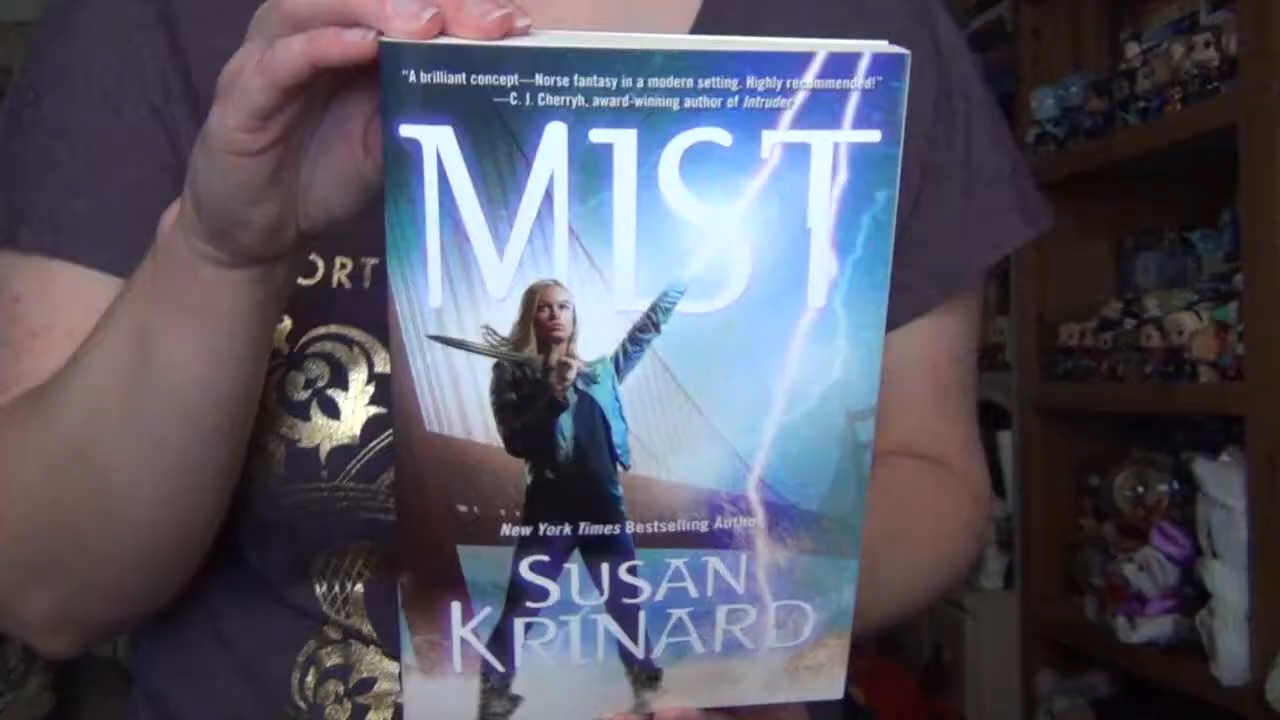 "A brilliant concept—Norse fantasy in a modern setting. Highly recommended!"
—C. J. Cherryh, award-winning author of Intruder
MIST
ORT
New York Times Bestselling Author
SUSAN
KRINARD